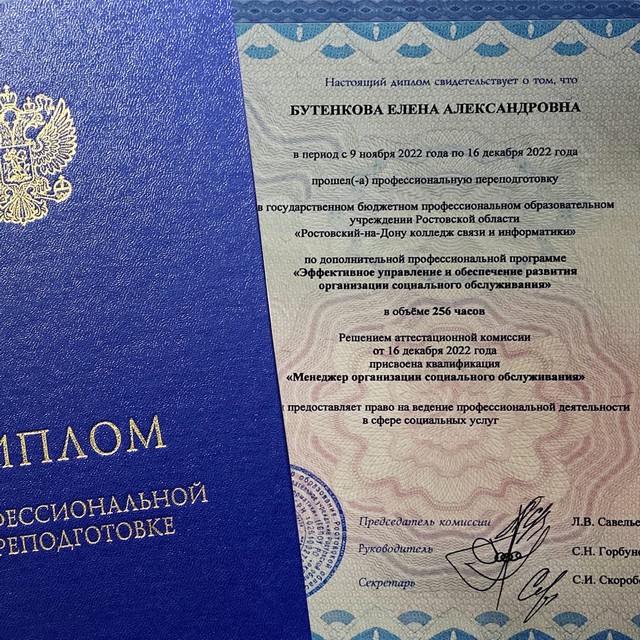 ИПЛОМ
ФЕССИОНАЛЬНОЙ
РЕПОДГОТОВКЕ
Настоящий диплом свидетельствует о том, что
БУТЕНКОВА ЕЛЕНА АЛЕКСАНДРОВНА
в период с 9 ноября 2022 года по 16 декабря 2022 года
прошел(-а) профессиональную переподготовку
в государственном бюджетном профессиональном образовательном
учреждении Ростовской области
«Ростовский-на-Дону колледж связи и информатики»
по дополнительной профессиональной программе
«Эффективное управление и обеспечение развития
организации социального обслуживания»
в объёме 256 часов
Решением аттестационной комиссии
от 16 декабря 2022 года
присвоена квалификация
«Менеджер организации социального обслуживания»
и предоставляет право на ведение профессиональной деятельности
в сфере социальных услуг
Председатель комиссии Л.В. Савелье
Руководитель С.Н. Горбун
Секретарь С.И. Скороб